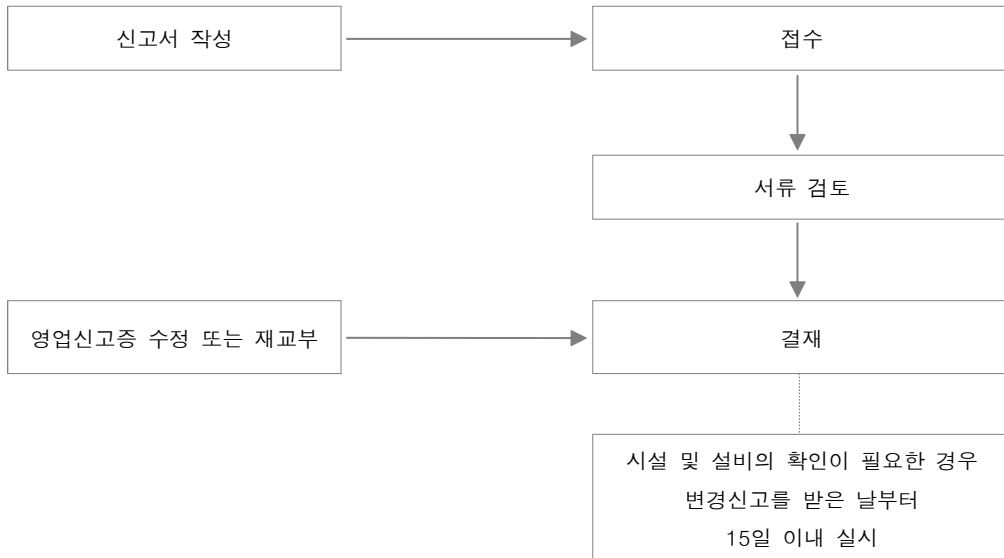 신고서 작성
접수
서류 검토
영업신고증 수정 또는 재교부
결재
시설 및 설비의 확인이 필요한 경우
변경신고를 받은 날부터
15일 이내 실시